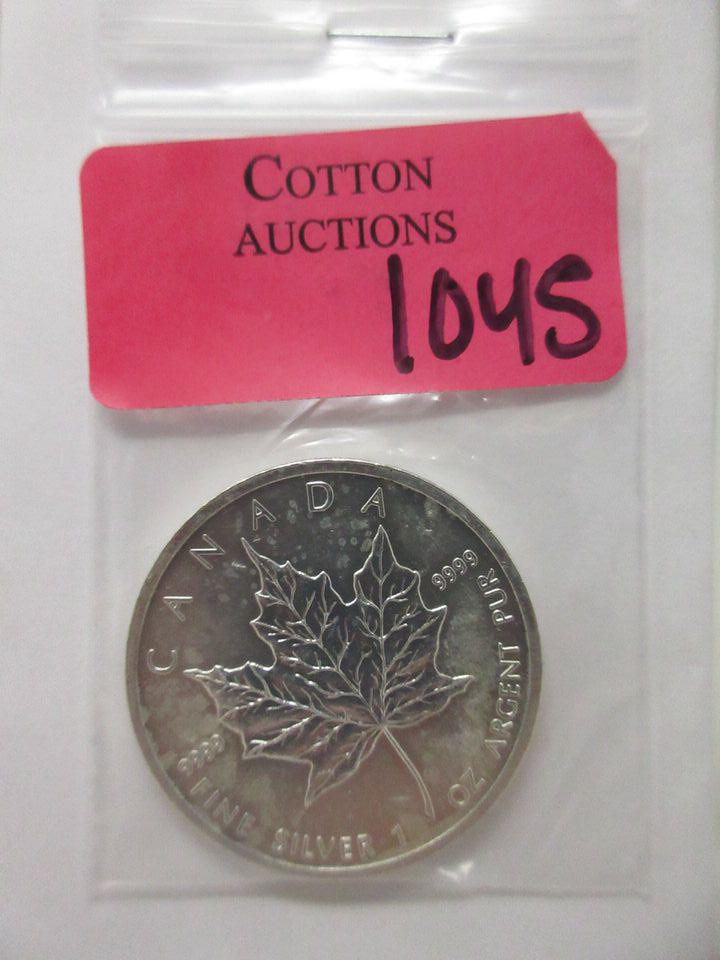 COTTON
AUCTIONS
1045
CANADA
9999
9999
FINE SILVER 1 OZ ARGENT PUR